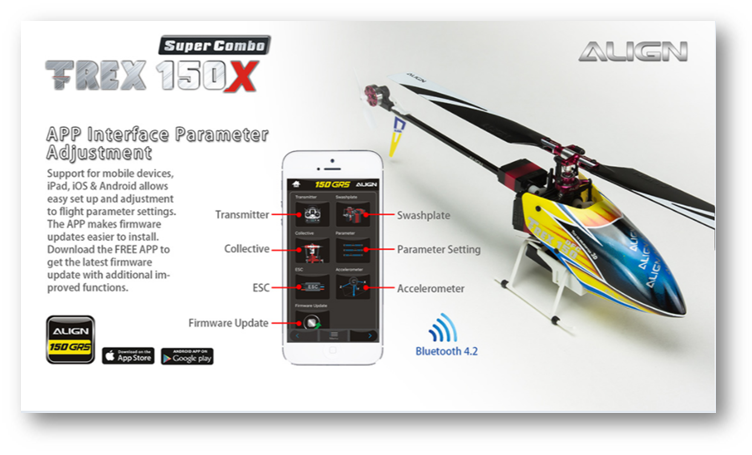 Super Combo
T-REX 150X
ALIGN
APP Interface Parameter
Adjustment
Support for mobile devices,
iPad, iOS & Android allows
easy set up and adjustment
to flight parameter settings.
The APP makes firmware
updates easier to install.
Download the FREE APP to
get the latest firmware
update with additional im-
proved functions.
ALIGN
150 GRS
Download on the
App Store
ANDROID APP ON
Google play
Transmitter
Collective
ESC
Firmware Update
150 GRS ALIGN
Transmitter Swashplate
Collective Parameter
ESC Accelerometer
ESC
Firmware Update
Swashplate
Parameter Setting
Accelerometer
Bluetooth 4.2
ALIGN
ALIGN